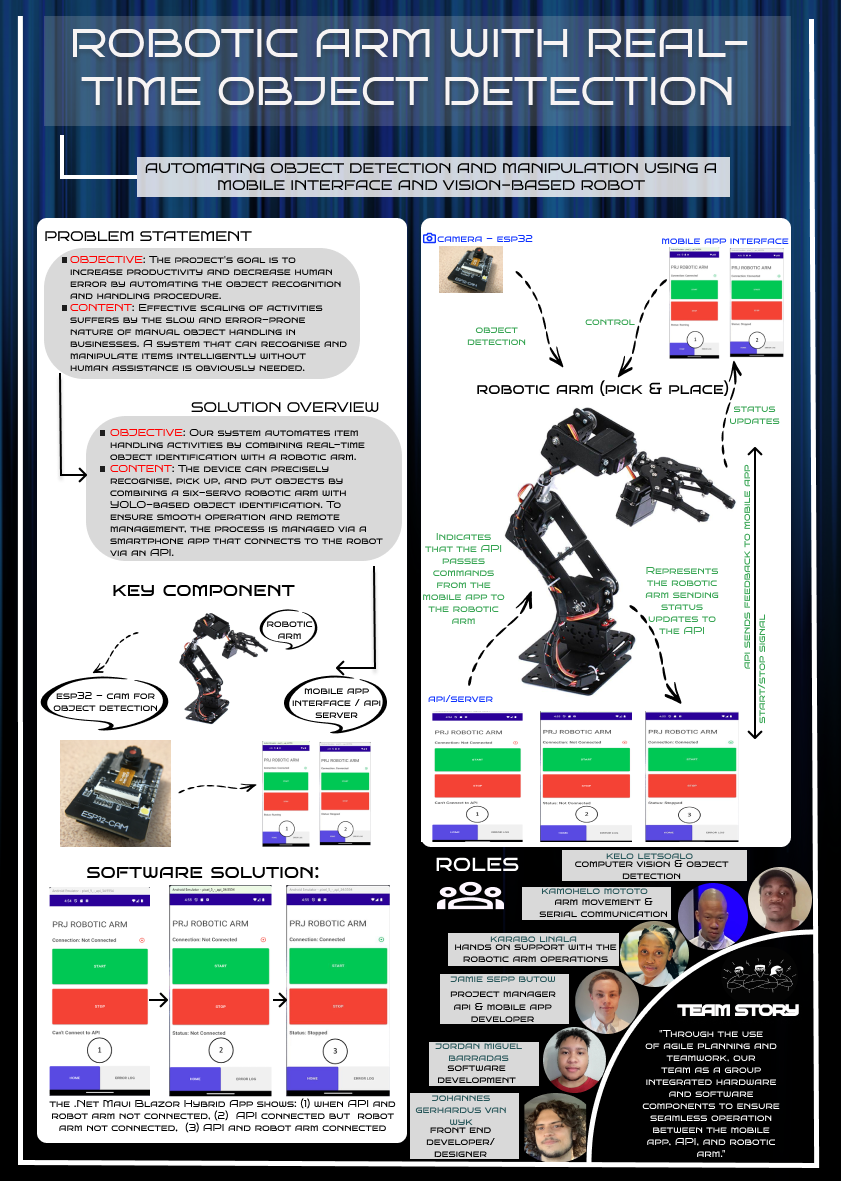 ROBOTIC ARM WITH REAL-
TIME OBJECT DETECTION
AUTOMATING OBJECT DETECTION AND MANIPULATION USING A
MOBILE INTERFACE AND VISION-BASED ROBOT
PROBLEM STATEMENT
OBJECTIVE: The project's goal is to
increase productivity and decrease human
error by automating the object recognition
and handling procedure.
CONTENT: Effective scaling of activities
suffers by the slow and error-prone
nature of manual object handling in
businesses. A system that can recognise and
manipulate items intelligently without
human assistance is obviously needed.
SOLUTION OVERVIEW
OBJECTIVE: Our system automates item
handling activities by combining real-time
object identification with a robotic arm.
CONTENT: The device can precisely
recognise, pick up, and put objects by
combining a six-servo robotic arm with
YOLO-based object identification. To
ensure smooth operation and remote
management, the process is managed via a
smartphone app that connects to the robot
via an API.
KEY COMPONENT
ROBOTIC
ARM
ESP32 - CAM FOR
OBJECT DETECTION
MOBILE APP
INTERFACE / API
SERVER
ESP32-CAM
PRJ ROBOTIC ARM
START
STOP
1
PRJ ROBOTIC ARM
START
STOP
2
SOFTWARE SOLUTION:
PRJ ROBOTIC ARM
Connection: Not Connected
START
STOP
Can't Connect to API
1
HOME
ERROR LOG
PRJ ROBOTIC ARM
Connection: Not Connected
START
STOP
Status: Not Connected
2
HOME
ERROR LOG
PRJ ROBOTIC ARM
Connection: Connected
START
STOP
Status: Stopped
3
HOME
ERROR LOG
the .Net Maui Blazor Hybrid App shows: (1) when API and
robot arm not connected, (2) API connected but robot
arm not connected, (3) API and robot arm connected
CAMERA - ESP32
MOBILE APP INTERFACE
PRJ ROBOTIC ARM
1
PRJ ROBOTIC ARM
2
OBJECT
DETECTION
CONTROL
ROBOTIC ARM (PICK & PLACE)
STATUS
UPDATES
Indicates
that the API
passes
commands
from the
mobile app to
the robotic
arm
Represents
the robotic
arm sending
status
updates to
the API
API SENDS FEEDBACK TO MOBILE APP
START/STOP SIGNAL
API/SERVER
PRJ ROBOTIC ARM
Connection: Not Connected
START
STOP
Can't Connect to API
1
HOME
ERROR LOG
PRJ ROBOTIC ARM
Connection: Not Connected
START
STOP
Status: Not Connected
2
HOME
ERROR LOG
PRJ ROBOTIC ARM
Connection: Connected
START
STOP
Status: Stopped
3
HOME
ERROR LOG
ROLES
KELO LETSOALO
COMPUTER VISION & OBJECT
DETECTION
KAMOHELO MOTOTO
ARM MOVEMENT &
SERIAL COMMUNICATION
KARABO LINALA
HANDS ON SUPPORT WITH THE
ROBOTIC ARM OPERATIONS
JAMIE SEPP BUTOW
PROJECT MANAGER
API & MOBILE APP
DEVELOPER
JORDAN MIGUEL
BARRADAS
SOFTWARE
DEVELOPMENT
JOHANNES
GERHARDUS VAN
WYK
FRONT END
DEVELOPER/
DESIGNER
TEAM STORY
"Through the use
of agile planning and
teamwork, our
team as a group
integrated hardware
and software
components to ensure
seamless operation
between the mobile
app, API, and robotic
arm."